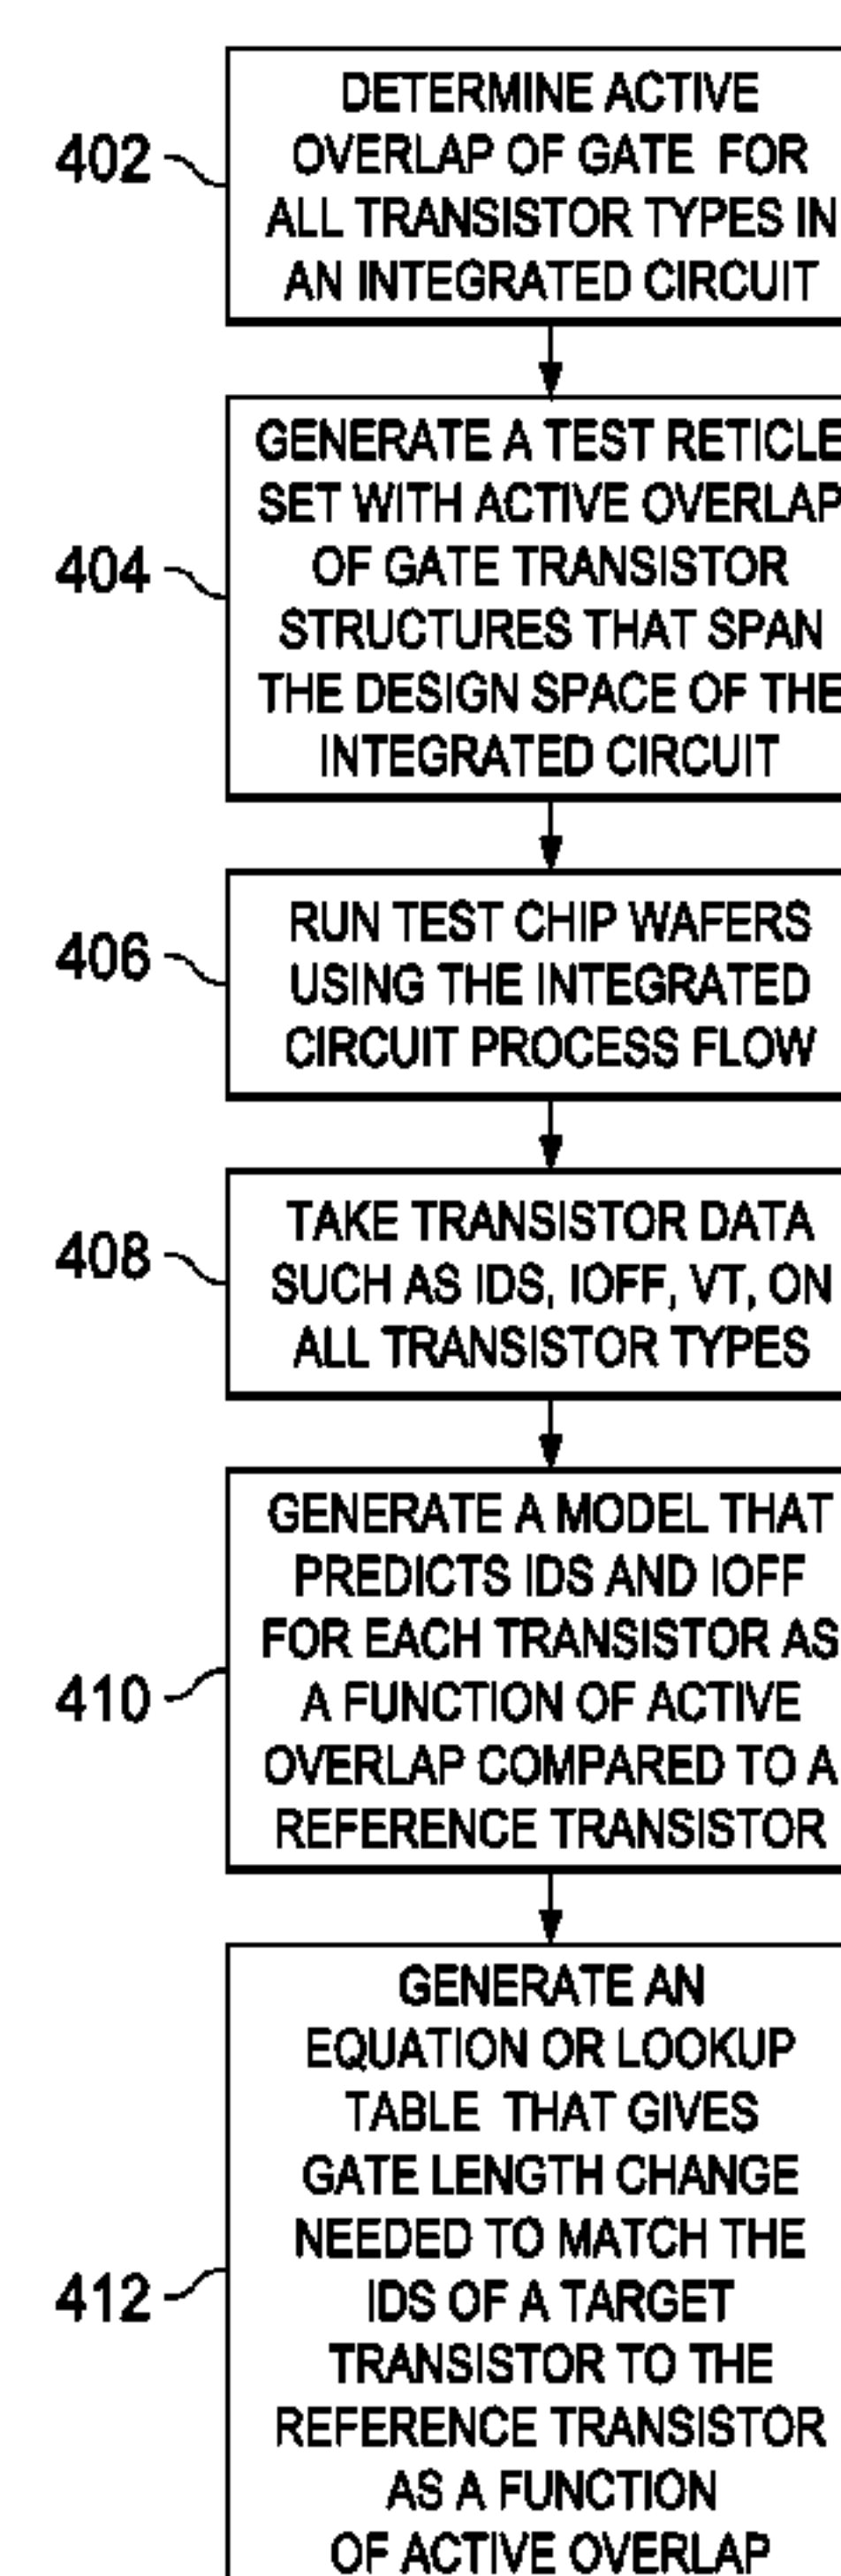 402
DETERMINE ACTIVE
OVERLAP OF GATE FOR
ALL TRANSISTOR TYPES IN
AN INTEGRATED CIRCUIT
404
GENERATE A TEST RETICLE
SET WITH ACTIVE OVERLAP
OF GATE TRANSISTOR
STRUCTURES THAT SPAN
THE DESIGN SPACE OF THE
INTEGRATED CIRCUIT
406
RUN TEST CHIP WAFERS
USING THE INTEGRATED
CIRCUIT PROCESS FLOW
408
TAKE TRANSISTOR DATA
SUCH AS IDS, IOFF, VT, ON
ALL TRANSISTOR TYPES
410
GENERATE A MODEL THAT
PREDICTS IDS AND IOFF
FOR EACH TRANSISTOR AS
A FUNCTION OF ACTIVE
OVERLAP COMPARED TO A
REFERENCE TRANSISTOR
412
GENERATE AN
EQUATION OR LOOKUP
TABLE THAT GIVES
GATE LENGTH CHANGE
NEEDED TO MATCH THE
IDS OF A TARGET
TRANSISTOR TO THE
REFERENCE TRANSISTOR
AS A FUNCTION
OF ACTIVE OVERLAP